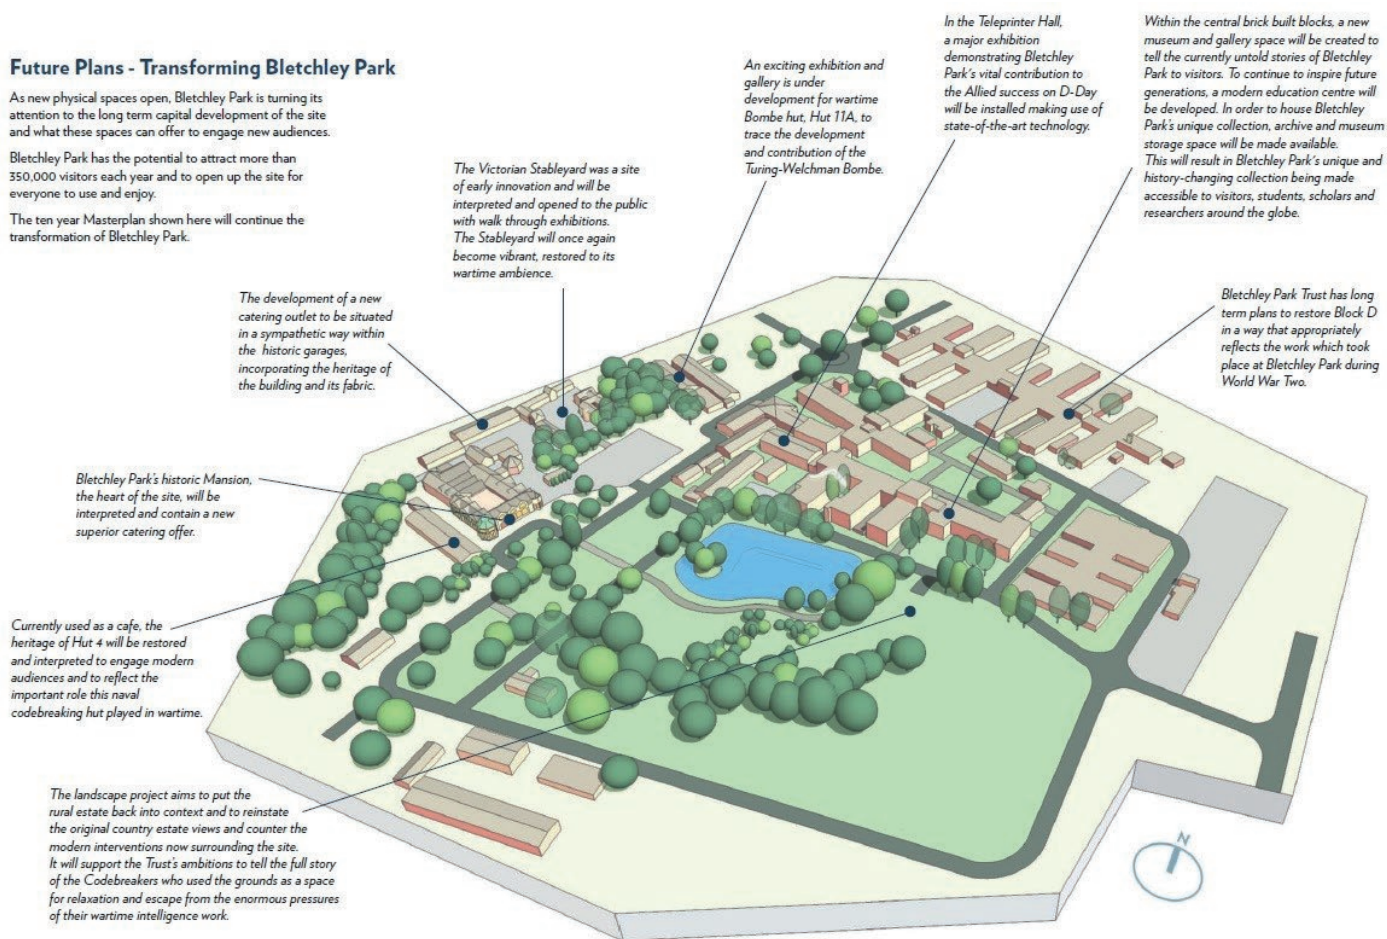 Future Plans - Transforming Bletchley Park
As new physical spaces open, Bletchley Park is turning its
attention to the long term capital development of the site
and what these spaces can offer to engage new audiences.
Bletchley Park has the potential to attract more than
350,000 visitors each year and to open up the site for
everyone to use and enjoy.
The ten year Masterplan shown here will continue the
transformation of Bletchley Park.
The Victorian Stableyard was a site
of early innovation and will be
interpreted and opened to the public
with walk through exhibitions.
The Stableyard will once again
become vibrant, restored to its
wartime ambience.
An exciting exhibition and
gallery is under
development for wartime
Bombe hut, Hut 11A, to
trace the development
and contribution of the
Turing-Welchman Bombe.
In the Teleprinter Hall,
a major exhibition
demonstrating Bletchley
Park's vital contribution to
the Allied success on D-Day
will be installed making use of
state-of-the-art technology.
Within the central brick built blocks, a new
museum and gallery space will be created to
tell the currently untold stories of Bletchley
Park to visitors. To continue to inspire future
generations, a modern education centre will
be developed. In order to house Bletchley
Park's unique collection, archive and museum
storage space will be made available.
This will result in Bletchley Park's unique and
history-changing collection being made
accessible to visitors, students, scholars and
researchers around the globe.
The development of a new
catering outlet to be situated
in a sympathetic way within
the historic garages,
incorporating the heritage of
the building and its fabric.
Bletchley Park Trust has long
term plans to restore Block D
in a way that appropriately
reflects the work which took
place at Bletchley Park during
World War Two.
Bletchley Park's historic Mansion,
the heart of the site, will be
interpreted and contain a new
superior catering offer.
Currently used as a cafe, the
heritage of Hut 4 will be restored
and interpreted to engage modern
audiences and to reflect the
important role this naval
codebreaking hut played in wartime.
The landscape project aims to put the
rural estate back into context and to reinstate
the original country estate views and counter the
modern interventions now surrounding the site.
It will support the Trust's ambitions to tell the full story
of the Codebreakers who used the grounds as a space
for relaxation and escape from the enormous pressures
of their wartime intelligence work.
N